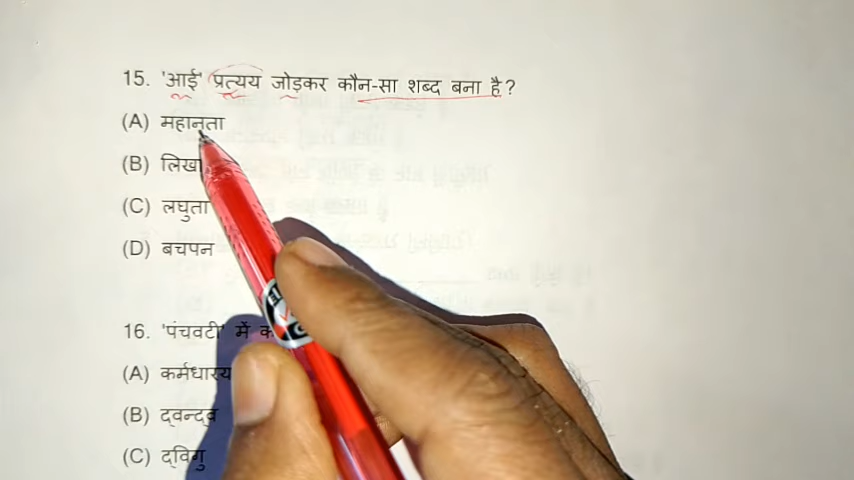 15. 'आई' प्रत्यय जोड़कर कौन-सा शब्द बना है?
(A) महानता
(B)
(C) लघुता
(D) बचपन
16. 'पंचवटी' में
(A) कर्मधारय
(B) द्वन्द्व
(C) द्विगु